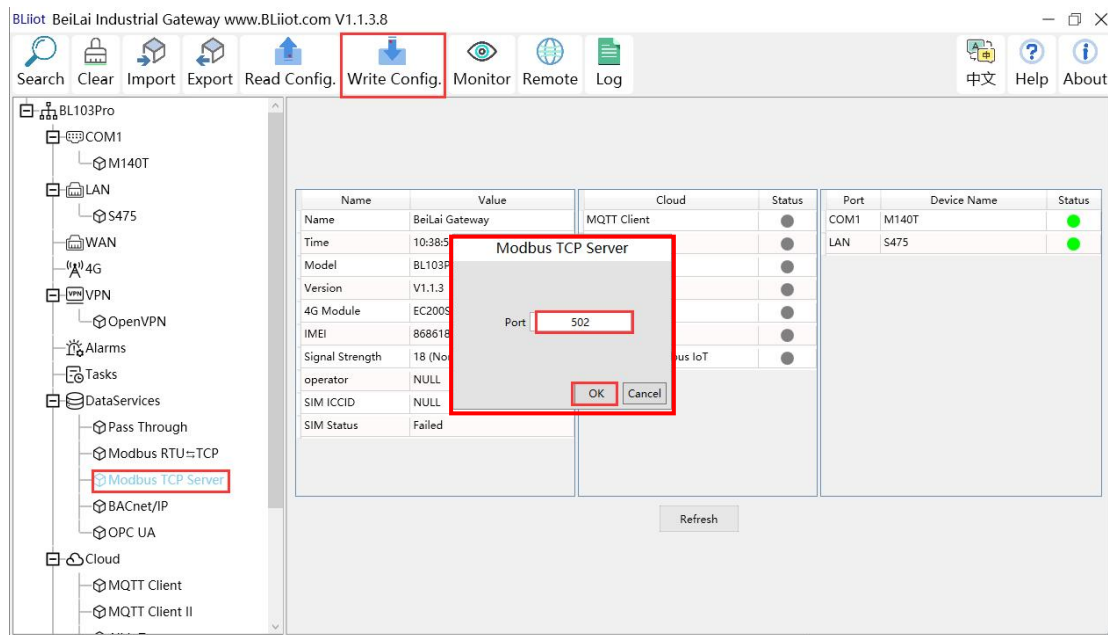 BLiiot BeiLai Industrial Gateway www.BLiiot.com V1.1.3.8
Search Clear Import Export Read Config. Write Config. Monitor Remote Log 中文 Help About
BL103Pro
COM1
M140T
LAN
S475
WAN
4G
VPN
OpenVPN
Alarms
Tasks
DataServices
Pass Through
Modbus RTU⇆TCP
Modbus TCP Server
BACnet/IP
OPC UA
Cloud
MQTT Client
MQTT Client II
Name Value
Name BeiLai Gateway
Time 10:38:5
Model BL103P
Version V1.1.3
4G Module EC200S
IMEI 868618
Signal Strength 18 (No
operator NULL
SIM ICCID NULL
SIM Status Failed
Cloud Status
MQTT Client
bus IoT
Modbus TCP Server
Port 502
OK Cancel
Port Device Name Status
COM1 M140T
LAN S475
Refresh